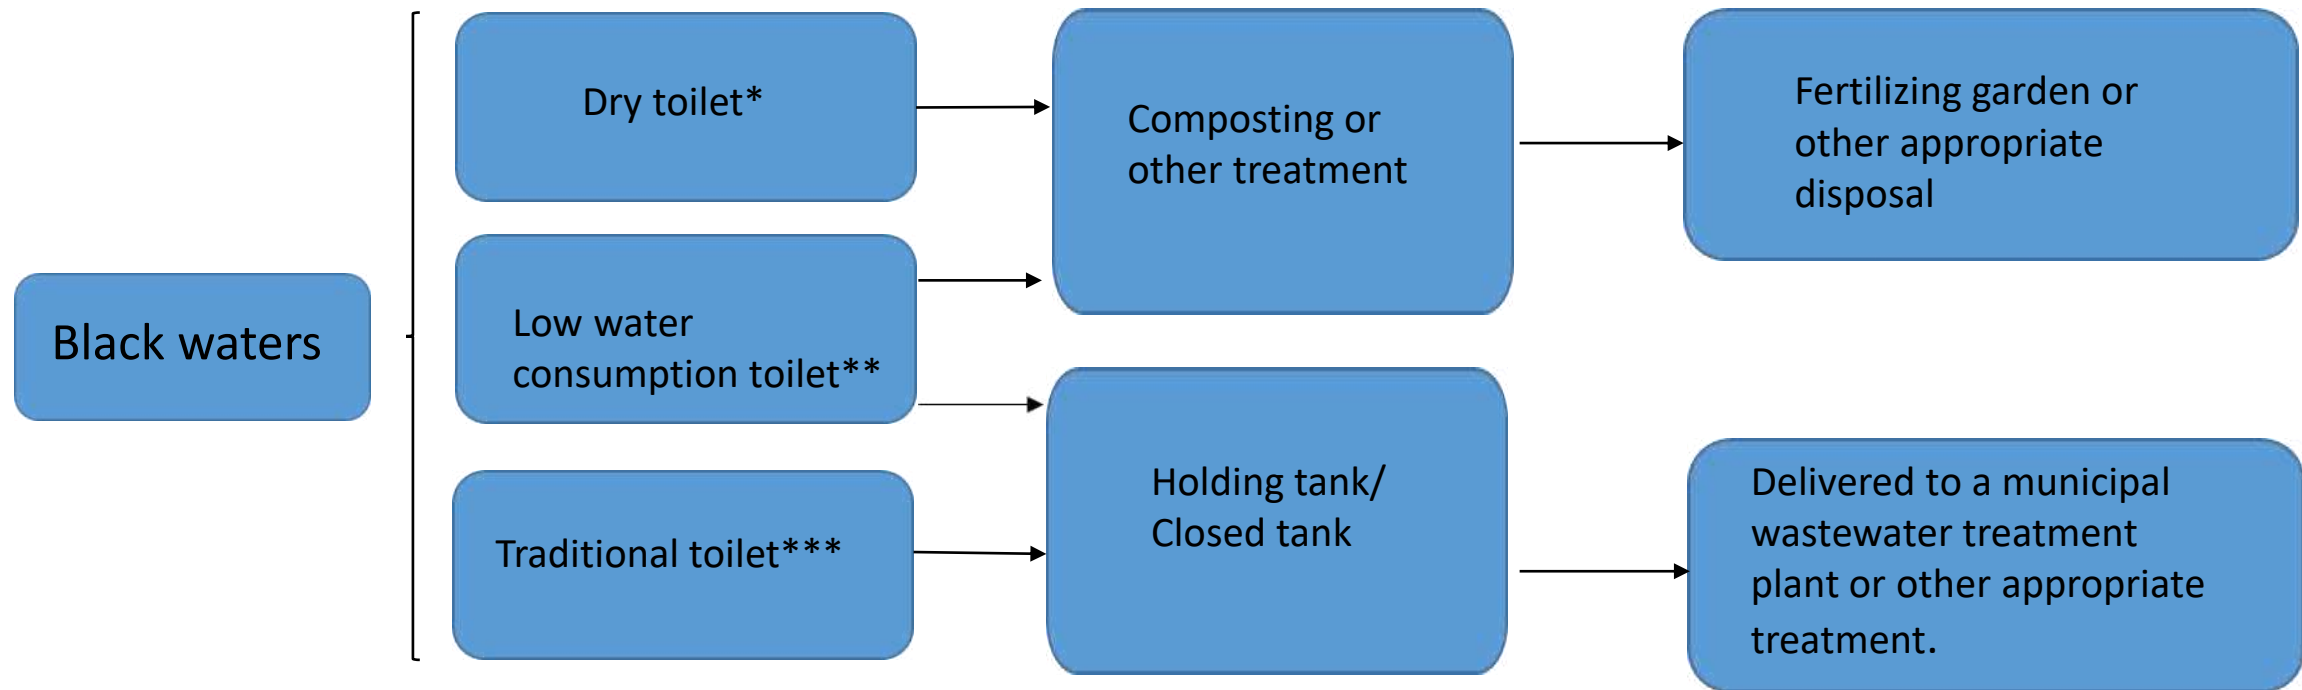 Black waters
Dry toilet*
Low water
consumption toilet**
Traditional toilet***
Composting or
other treatment
Holding tank/
Closed tank
Fertilizing garden or
other appropriate
disposal
Delivered to a municipal
wastewater treatment
plant or other appropriate
treatment.